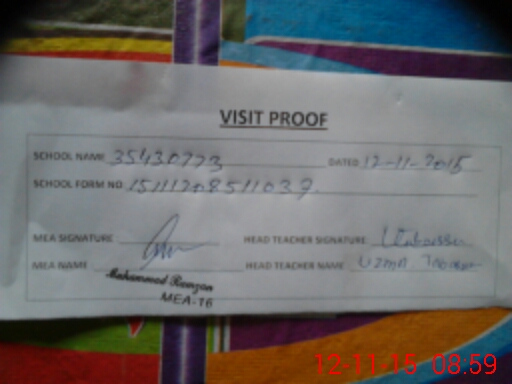 VISIT PROOF
SCHOOL NAME 35430773 DATED 12-11-2015
SCHOOL FORM NO.
MEA SIGNATURE HEAD TEACHER SIGNATURE
MEA NAME Muhammad Ramzan HEAD TEACHER NAME UZMA
MEA-16
12-11-15 08:59